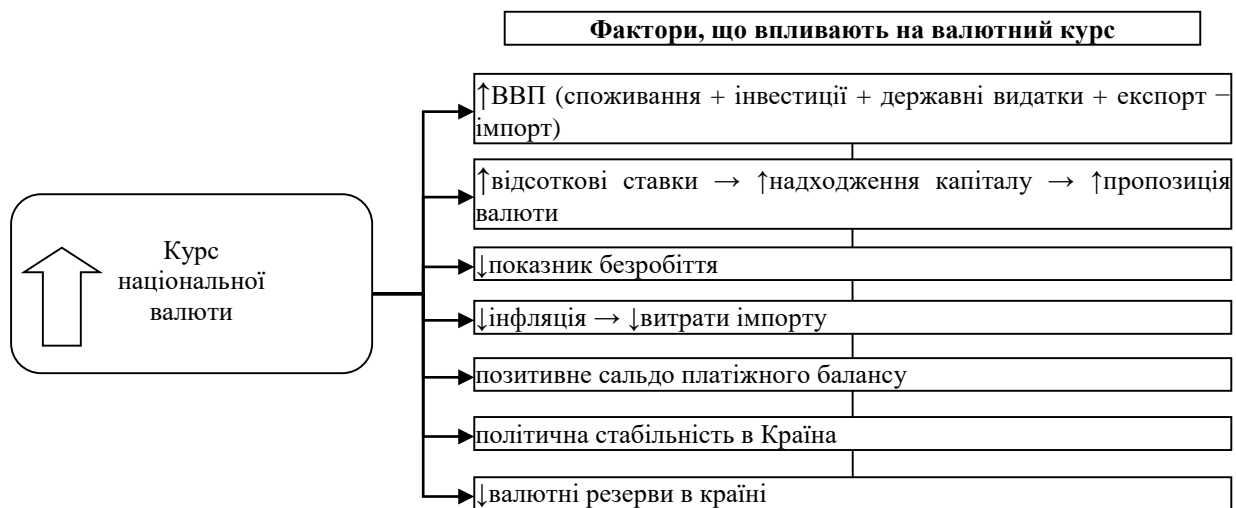 Фактори, що впливають на валютний курс
↑ВВП (споживання + інвестиції + державні видатки + експорт −
імпорт)
↑відсоткові ставки → ↑надходження капіталу → ↑пропозиція
валюти
Курс
національної
валюти
↓показник безробіття
↓інфляція → ↓витрати імпорту
позитивне сальдо платіжного балансу
політична стабільність в Країна
↓валютні резерви в країні